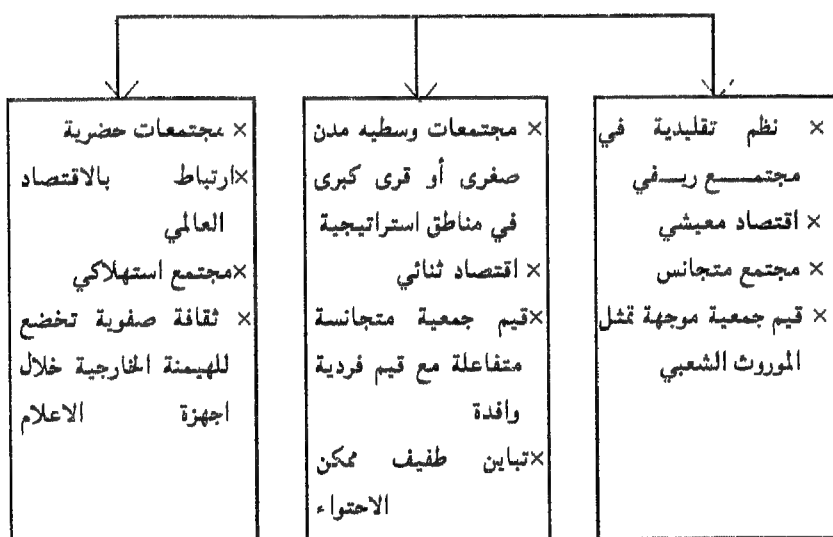 × نظم تقليدية في
مجتمـــــع ريـــفي
× اقتصاد معيشي
× مجتمع متجانس
× قيم جمعية موجهة تمثل
الموروث الشعبي
× مجتمعات وسطيه مدن
صغرى أو قرى كبرى
في مناطق استراتيجية
× اقتصاد ثنائي
×قيم جمعية متجانسة
متفاعلة مع قيم فردية
وافدة
×تباين طفيف ممكن
الاحتواء
× مجتمعات حضرية
×ارتباط بالاقتصاد
العالمي
×مجتمع استهلاكي
× ثقافة صفوية تخضع
للهيمنة الخارجية خلال
اجهزة الاعلام